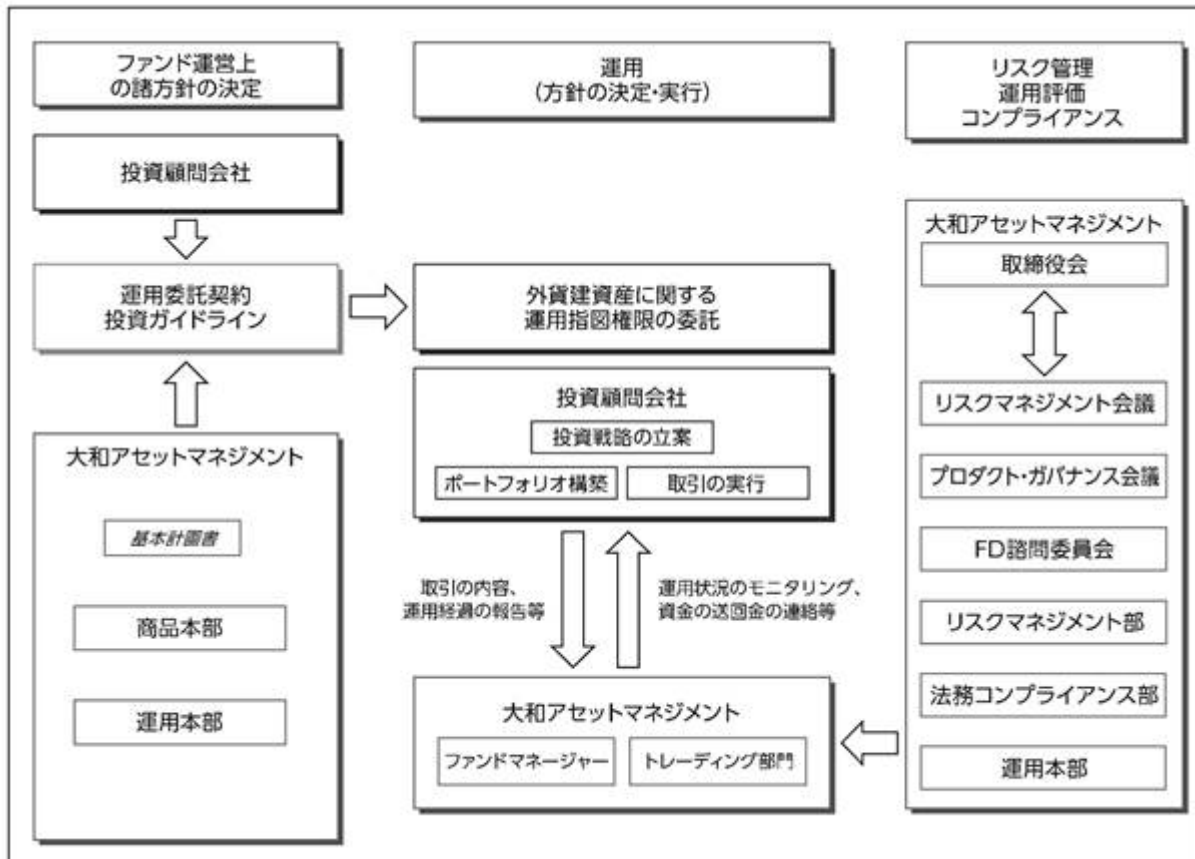 ファンド運営上
の諸方針の決定
運用
(方針の決定・実行)
リスク管理
運用評価
コンプライアンス
投資顧問会社
運用委託契約
投資ガイドライン
外貨建資産に関する
運用指図権限の委託
大和アセットマネジメント
基本計画書
商品本部
運用本部
投資顧問会社
投資戦略の立案
ポートフォリオ構築
取引の実行
取引の内容、
運用経過の報告等
運用状況のモニタリング、
資金の送回金の連絡等
大和アセットマネジメント
ファンドマネージャー
トレーディング部門
大和アセットマネジメント
取締役会
リスクマネジメント会議
プロダクト・ガバナンス会議
FD諮問委員会
リスクマネジメント部
法務コンプライアンス部
運用本部